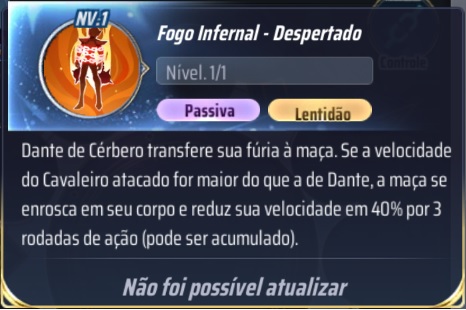 NV.1
Fogo Infernal - Despertado
Nível. 1/1
Controle
Passiva
Lentidão
Dante de Cérbero transfere sua fúria à maça. Se a velocidade
do Cavaleiro atacado for maior do que a de Dante, a maça se
enrosca em seu corpo e reduz sua velocidade em 40% por 3
rodadas de ação (pode ser acumulado).
Não foi possível atualizar